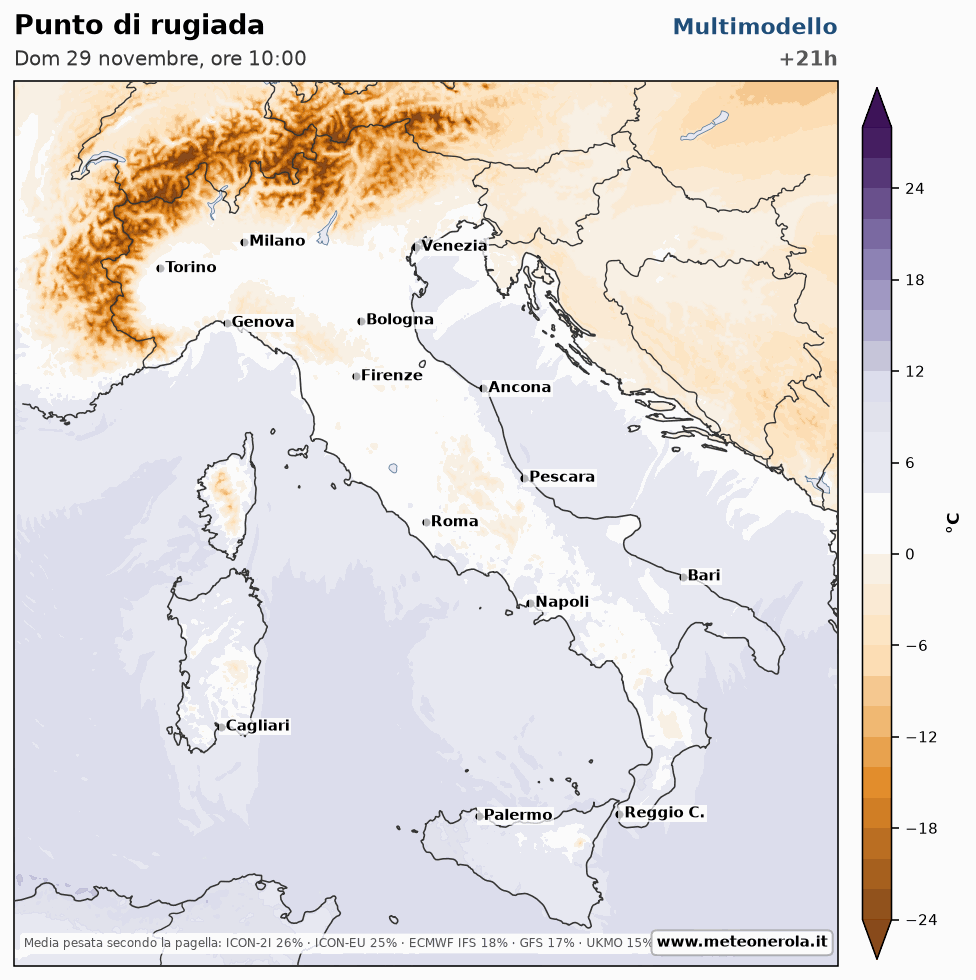 Punto di rugiada
Multimodello
Dom 29 novembre, ore 10:00
+21h
Milano
Venezia
Torino
Genova
Bologna
Firenze
Ancona
Pescara
Roma
Bari
Napoli
Cagliari
Palermo
Reggio C.
24
18
12
6
0
−6
−12
−18
−24
°C
Media pesata secondo la pagella: ICON-2I 26% · ICON-EU 25% · ECMWF IFS 18% · GFS 17% · UKMO 15%
www.meteonerola.it